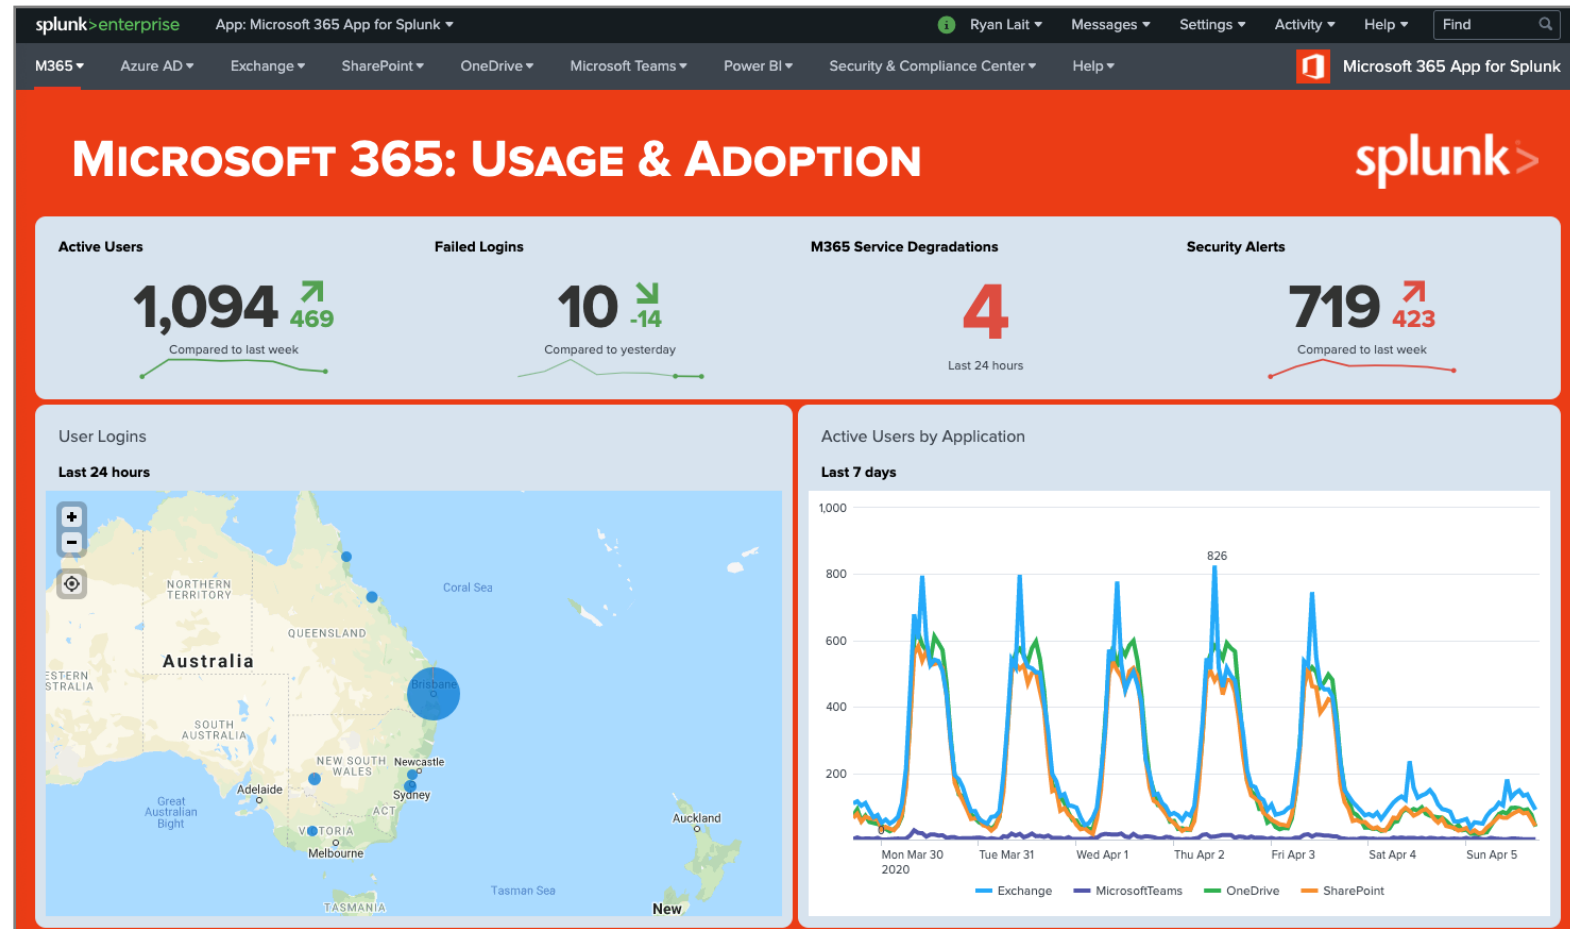 splunk>enterprise App: Microsoft 365 App for Splunk i Ryan Lait Messages Settings Activity Help Find
M365 Azure AD Exchange SharePoint OneDrive Microsoft Teams Power BI Security & Compliance Center Help Microsoft 365 App for Splunk
Microsoft 365: Usage & Adoption
splunk>
Active Users
1,094
469
Compared to last week
Failed Logins
10
-14
Compared to yesterday
M365 Service Degradations
4
Last 24 hours
Security Alerts
719
423
Compared to last week
User Logins
Last 24 hours
+
−
NORTHERN
TERRITORY
Coral Sea
QUEENSLAND
Australia
ESTERN
STRALIA
Brisbane
SOUTH
AUSTRALIA
NEW SOUTH
WALES
Newcastle
Adelaide
Sydney
Great
Australian
Bight
ACT
VICTORIA
Melbourne
Auckland
Tasman Sea
TASMANIA
New
Active Users by Application
Last 7 days
1,000
800
600
400
200
826
0
Mon Mar 30
2020
Tue Mar 31
Wed Apr 1
Thu Apr 2
Fri Apr 3
Sat Apr 4
Sun Apr 5
Exchange MicrosoftTeams OneDrive SharePoint